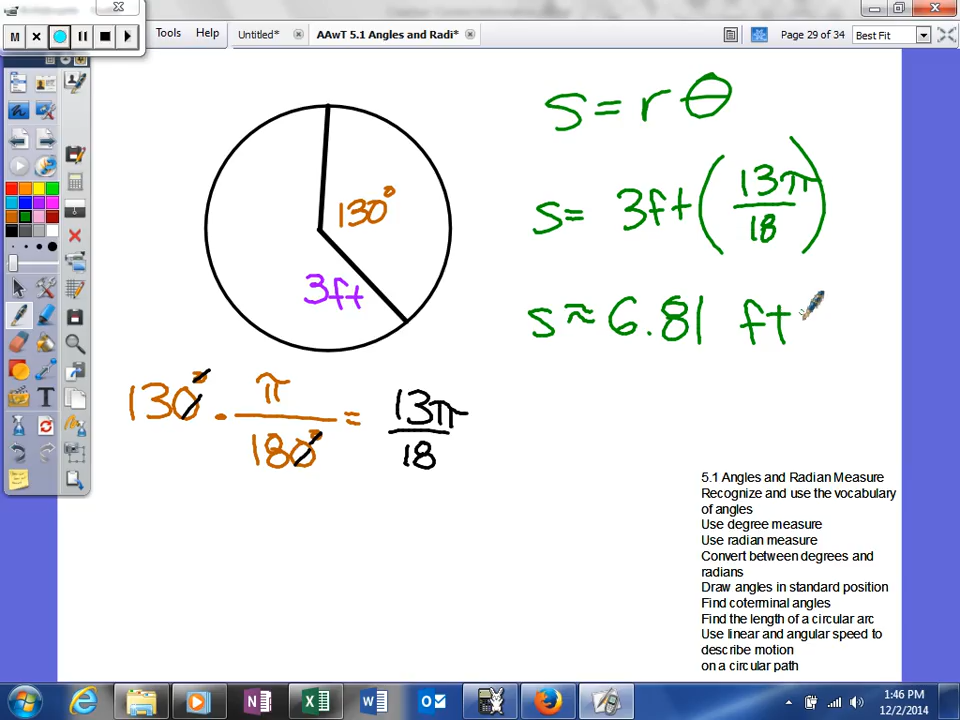 M
Tools Help Untitled* AAwT 5.1 Angles and Radi* Page 29 of 34 Best Fit
s = r θ
130°
s = 3ft (13π/18)
3ft
s ≈ 6.81 ft
130° · π/180° = 13π/18
5.1 Angles and Radian Measure
Recognize and use the vocabulary
of angles
Use degree measure
Use radian measure
Convert between degrees and
radians
Draw angles in standard position
Find coterminal angles
Find the length of a circular arc
Use linear and angular speed to
describe motion
on a circular path
1:46 PM
12/2/2014